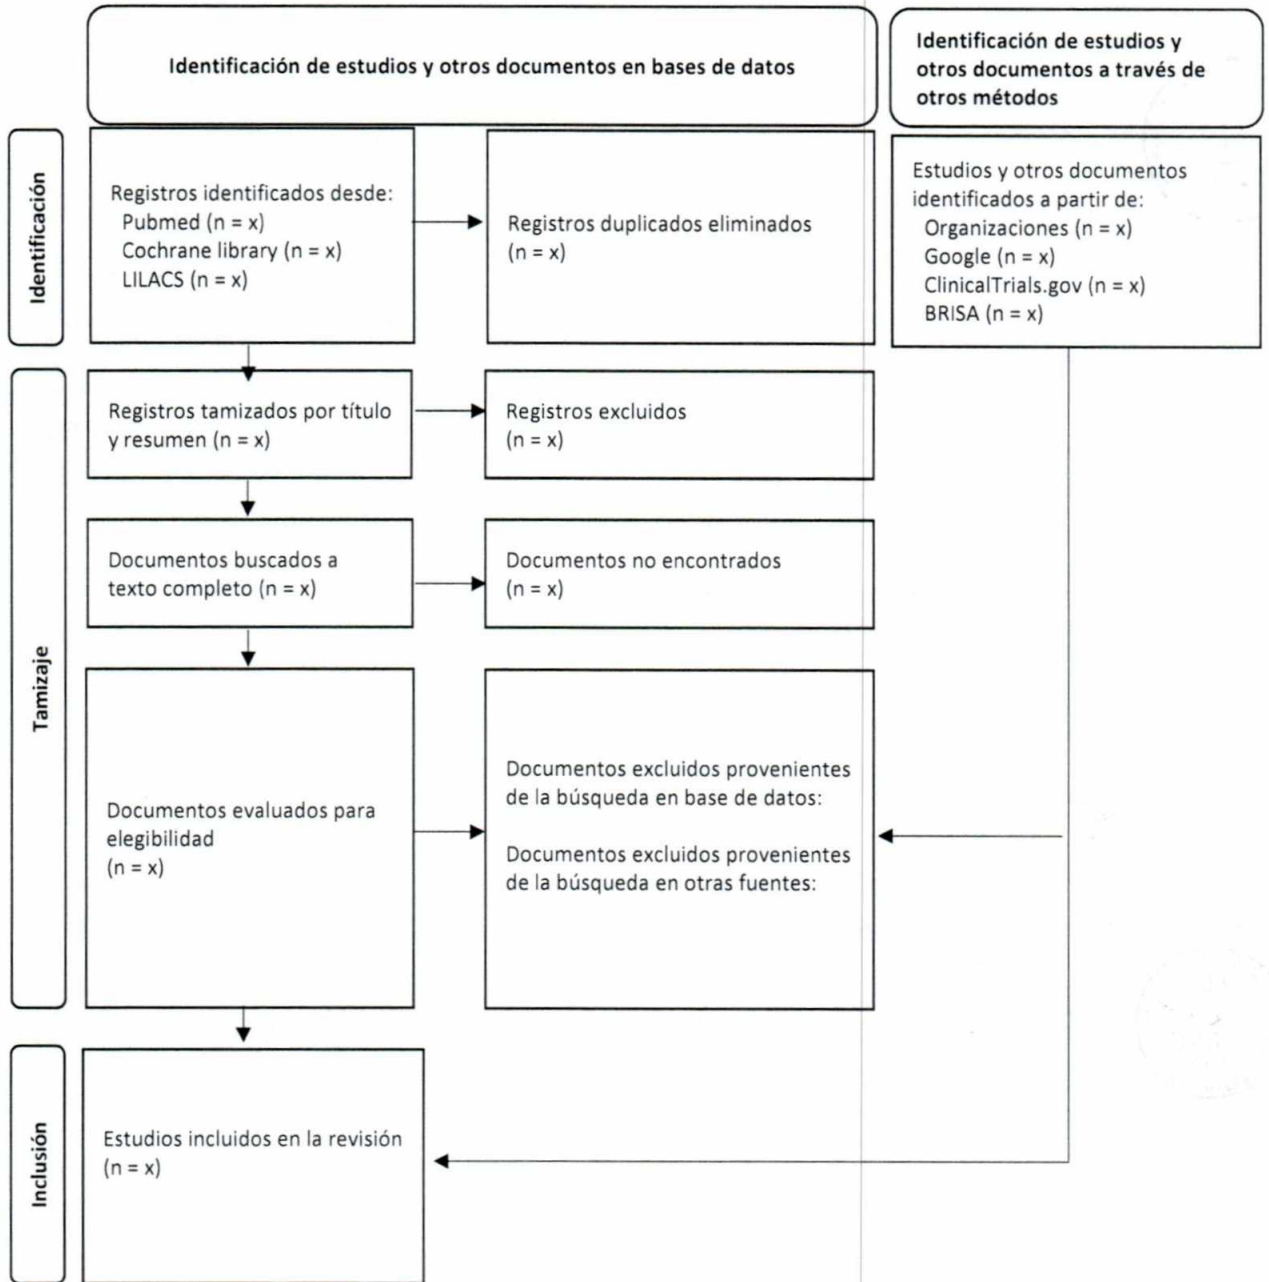 Identificación de estudios y otros documentos en bases de datos
Identificación de estudios y
otros documentos a través de
otros métodos
Identificación
Registros identificados desde:
Pubmed (n = x)
Cochrane library (n = x)
LILACS (n = x)
Registros duplicados eliminados
(n = x)
Estudios y otros documentos
identificados a partir de:
Organizaciones (n = x)
Google (n = x)
ClinicalTrials.gov (n = x)
BRISA (n = x)
Tamizaje
Registros tamizados por título
y resumen (n = x)
Registros excluidos
(n = x)
Documentos buscados a
texto completo (n = x)
Documentos no encontrados
(n = x)
Documentos evaluados para
elegibilidad
(n = x)
Documentos excluidos provenientes
de la búsqueda en base de datos:
Documentos excluidos provenientes
de la búsqueda en otras fuentes:
Inclusión
Estudios incluidos en la revisión
(n = x)